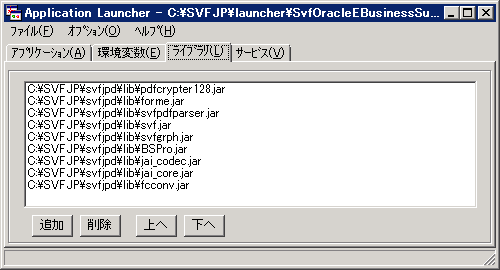 Application Launcher - C:¥SVFJP¥launcher¥SvfOracleEBusinessSu...
ﾌｧｲﾙ(F) ｵﾌﾟｼｮﾝ(O) ﾍﾙﾌﾟ(H)
ｱﾌﾟﾘｹｰｼｮﾝ(A) 環境変数(E) ﾗｲﾌﾞﾗﾘ(L) ｻｰﾋﾞｽ(V)
C:¥SVFJP¥svfjpd¥lib¥pdfcrypter128.jar
C:¥SVFJP¥svfjpd¥lib¥forme.jar
C:¥SVFJP¥svfjpd¥lib¥svfpdfparser.jar
C:¥SVFJP¥svfjpd¥lib¥svf.jar
C:¥SVFJP¥svfjpd¥lib¥svfgrph.jar
C:¥SVFJP¥svfjpd¥lib¥BSPro.jar
C:¥SVFJP¥svfjpd¥lib¥jai_codec.jar
C:¥SVFJP¥svfjpd¥lib¥jai_core.jar
C:¥SVFJP¥svfjpd¥lib¥fcconv.jar
追加 削除 上へ 下へ